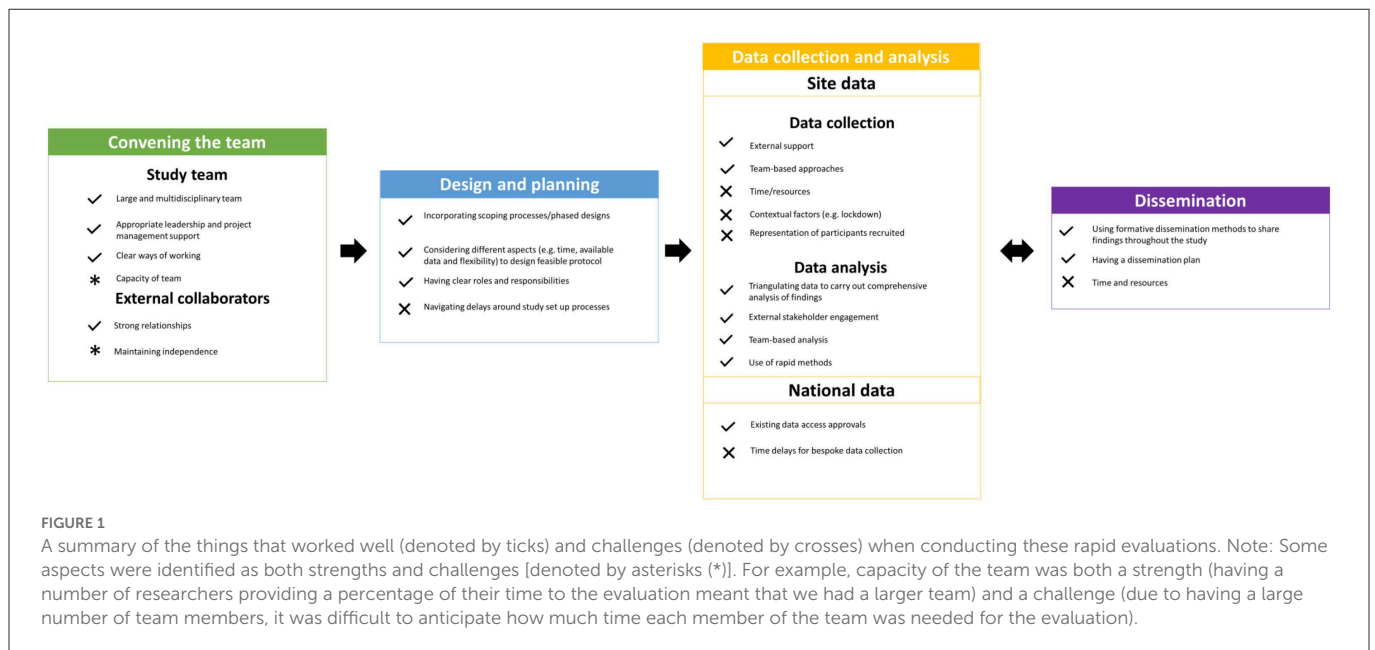 Convening the team
Study team
✓ Large and multidisciplinary team
✓ Appropriate leadership and project
management support
✓ Clear ways of working
* Capacity of team
External collaborators
✓ Strong relationships
* Maintaining independence
Design and planning
✓ Incorporating scoping processes/phased designs
✓ Considering different aspects (e.g. time, available
data and flexibility) to design feasible protocol
✓ Having clear roles and responsibilities
✕ Navigating delays around study set up processes
Data collection and analysis
Site data
Data collection
✓ External support
✓ Team-based approaches
✕ Time/resources
✕ Contextual factors (e.g. lockdown)
✕ Representation of participants recruited
Data analysis
✓ Triangulating data to carry out comprehensive
analysis of findings
✓ External stakeholder engagement
✓ Team-based analysis
✓ Use of rapid methods
National data
✓ Existing data access approvals
✕ Time delays for bespoke data collection
Dissemination
✓ Using formative dissemination methods to share
findings throughout the study
✓ Having a dissemination plan
✕ Time and resources
FIGURE 1
A summary of the things that worked well (denoted by ticks) and challenges (denoted by crosses) when conducting these rapid evaluations. Note: Some
aspects were identified as both strengths and challenges [denoted by asterisks (*)]. For example, capacity of the team was both a strength (having a
number of researchers providing a percentage of their time to the evaluation meant that we had a larger team) and a challenge (due to having a large
number of team members, it was difficult to anticipate how much time each member of the team was needed for the evaluation).